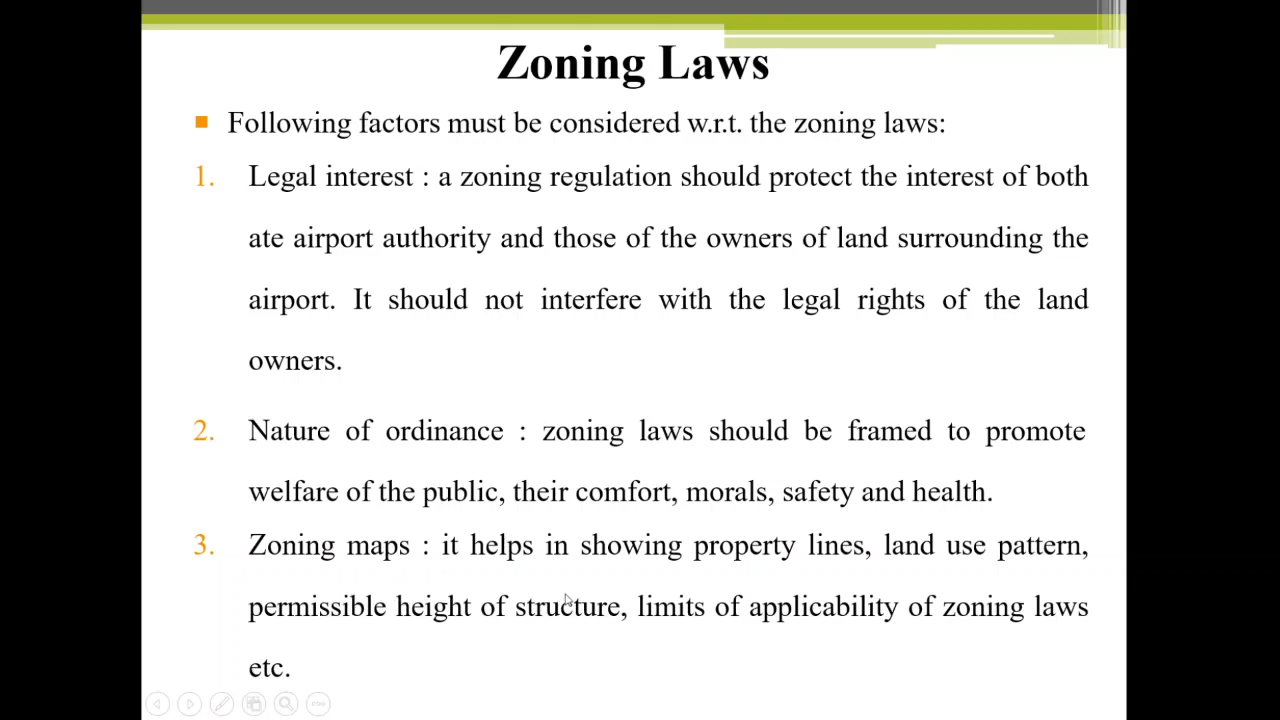 Zoning Laws
Following factors must be considered w.r.t. the zoning laws:
1. Legal interest : a zoning regulation should protect the interest of both
ate airport authority and those of the owners of land surrounding the
airport. It should not interfere with the legal rights of the land
owners.
2. Nature of ordinance : zoning laws should be framed to promote
welfare of the public, their comfort, morals, safety and health.
3. Zoning maps : it helps in showing property lines, land use pattern,
permissible height of structure, limits of applicability of zoning laws
etc.